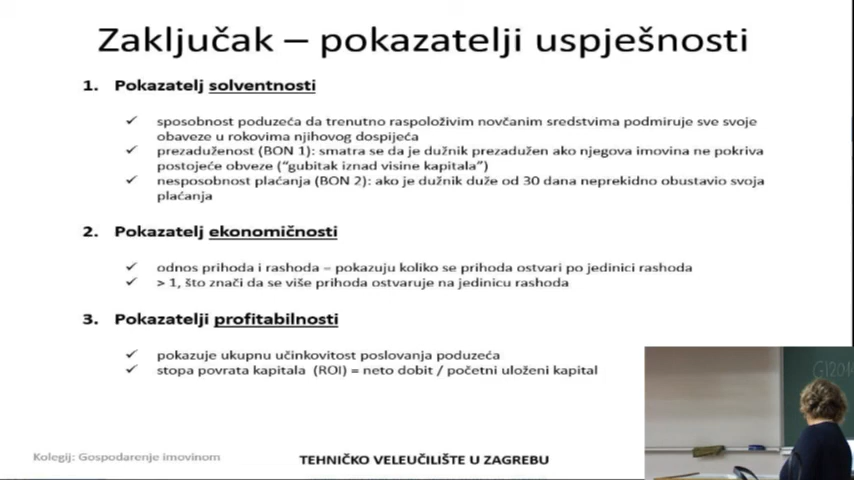 Zaključak – pokazatelji uspješnosti
1. Pokazatelj solventnosti
✓ sposobnost poduzeća da trenutno raspoloživim novčanim sredstvima podmiruje sve svoje
obaveze u rokovima njihovog dospijeća
✓ prezaduženost (BON 1): smatra se da je dužnik prezadužen ako njegova imovina ne pokriva
postojeće obveze (“gubitak iznad visine kapitala”)
✓ nesposobnost plaćanja (BON 2): ako je dužnik duže od 30 dana neprekidno obustavio svoja
plaćanja
2. Pokazatelj ekonomičnosti
✓ odnos prihoda i rashoda – pokazuju koliko se prihoda ostvari po jedinici rashoda
✓ > 1, što znači da se više prihoda ostvaruje na jedinicu rashoda
3. Pokazatelji profitabilnosti
✓ pokazuje ukupnu učinkovitost poslovanja poduzeća
✓ stopa povrata kapitala (ROI) = neto dobit / početni uloženi kapital
Kolegij: Gospodarenje imovinom
TEHNIČKO VELEUČILIŠTE U ZAGREBU